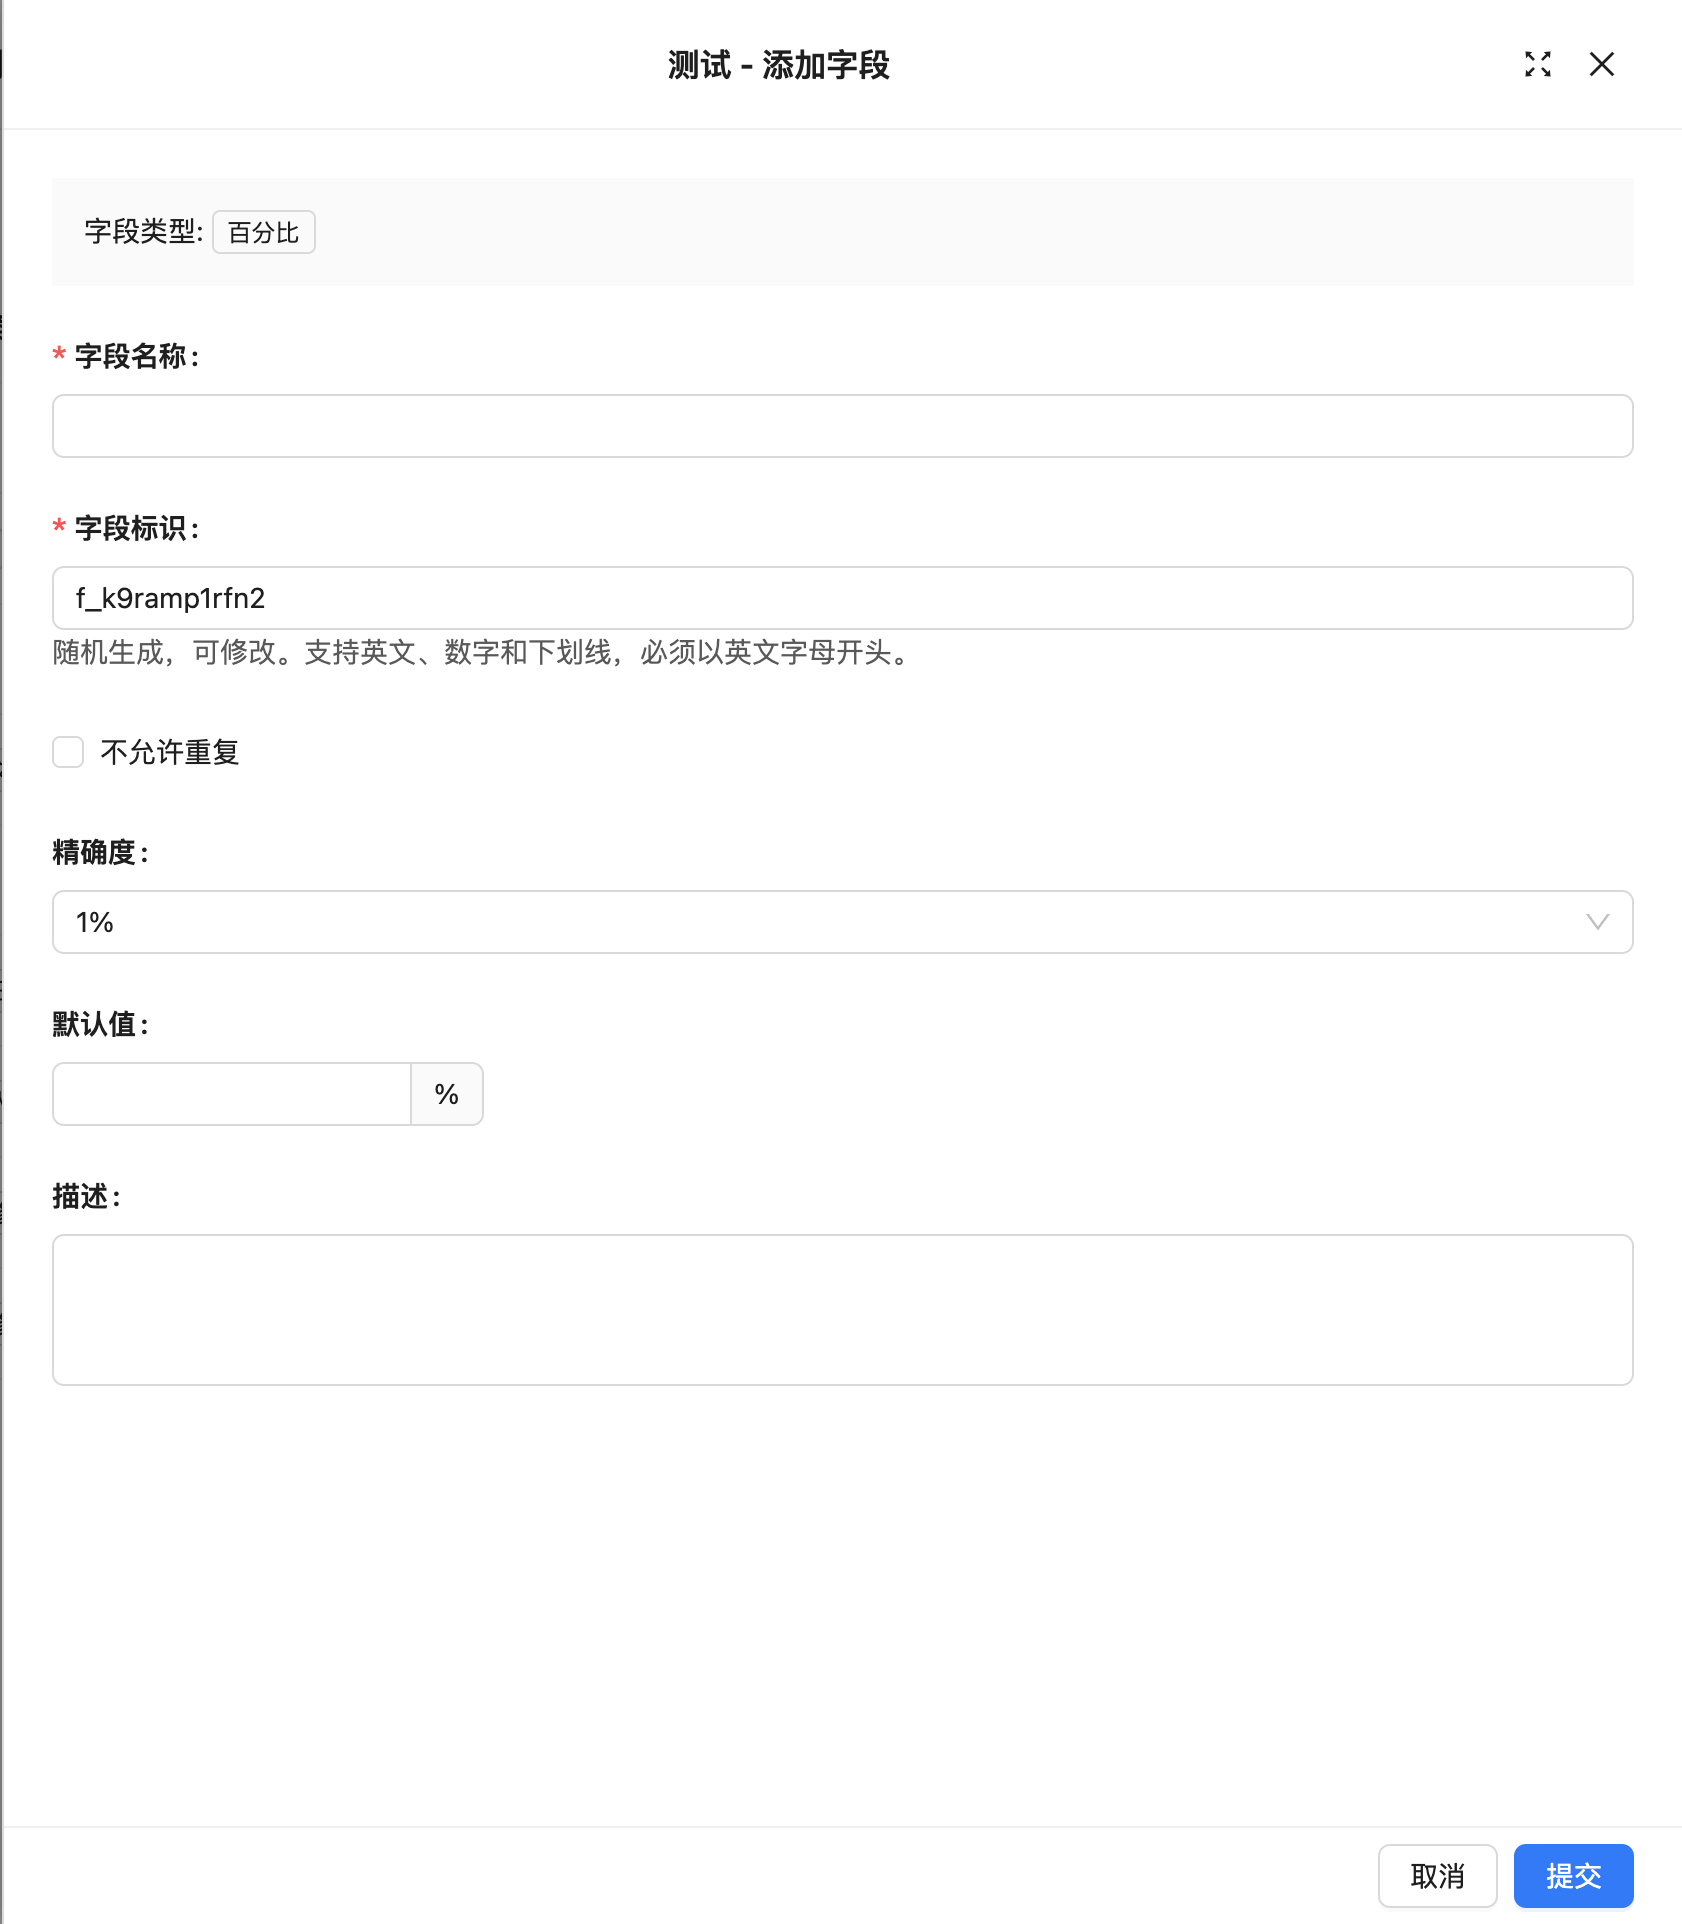 测试 - 添加字段
字段类型: 百分比
* 字段名称:
* 字段标识:
f_k9ramp1rfn2
随机生成，可修改。支持英文、数字和下划线，必须以英文字母开头。
不允许重复
精确度:
1%
默认值:
%
描述:
取消 提交